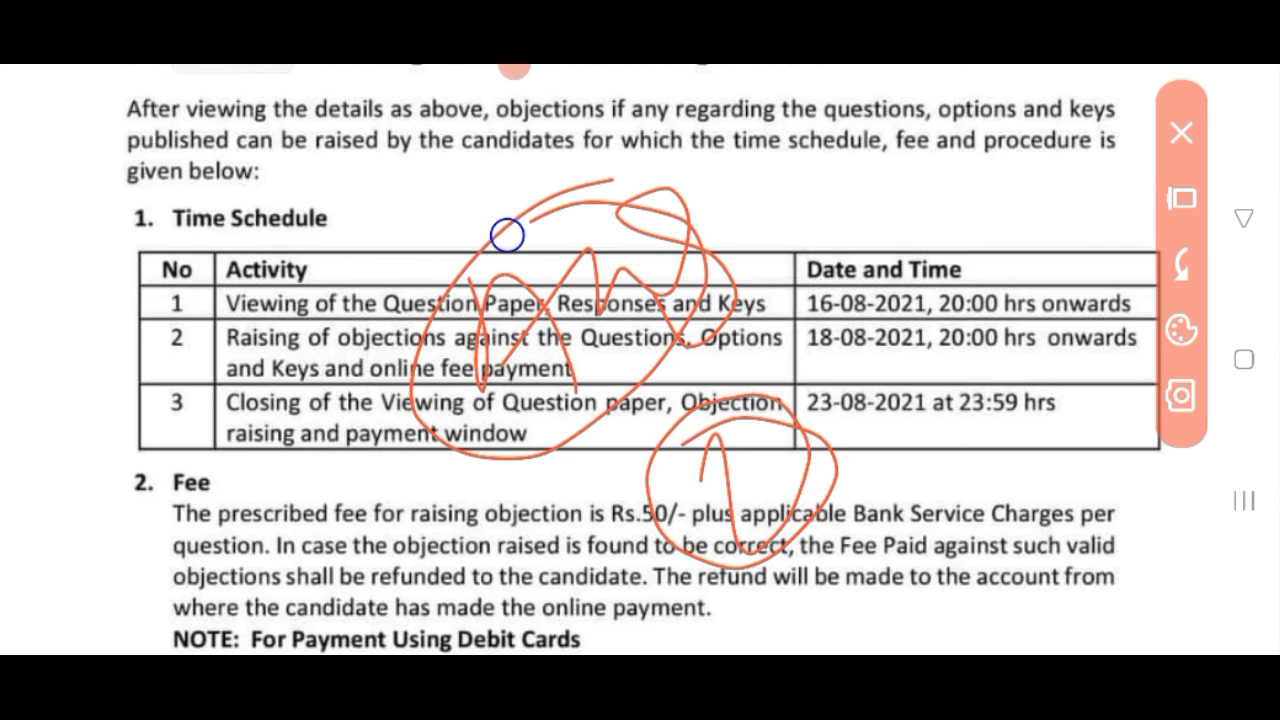 After viewing the details as above, objections if any regarding the questions, options and keys
published can be raised by the candidates for which the time schedule, fee and procedure is
given below:
1. Time Schedule
No Activity Date and Time
1 Viewing of the Question Paper, Responses and Keys 16-08-2021, 20:00 hrs onwards
2 Raising of objections against the Questions, Options 18-08-2021, 20:00 hrs onwards
and Keys and online fee payment
3 Closing of the Viewing of Question paper, Objection 23-08-2021 at 23:59 hrs
raising and payment window
2. Fee
The prescribed fee for raising objection is Rs.50/- plus applicable Bank Service Charges per
question. In case the objection raised is found to be correct, the Fee Paid against such valid
objections shall be refunded to the candidate. The refund will be made to the account from
where the candidate has made the online payment.
NOTE: For Payment Using Debit Cards